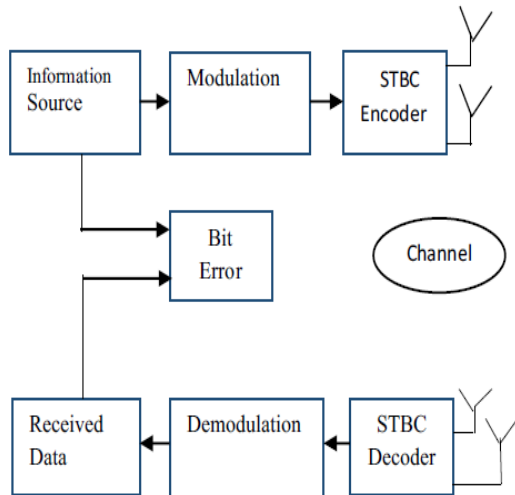 Information
Source
Modulation
STBC
Encoder
Bit
Error
Channel
Received
Data
Demodulation
STBC
Decoder